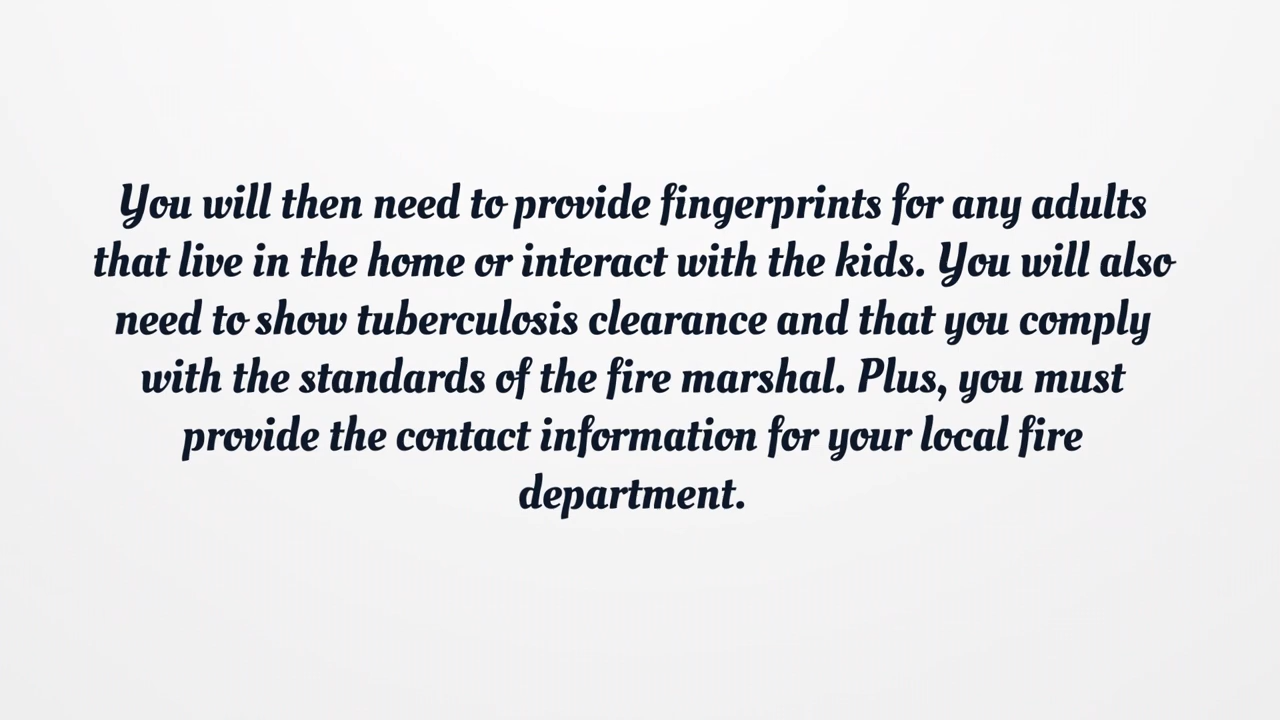 You will then need to provide fingerprints for any adults
that live in the home or interact with the kids. You will also
need to show tuberculosis clearance and that you comply
with the standards of the fire marshal. Plus, you must
provide the contact information for your local fire
department.